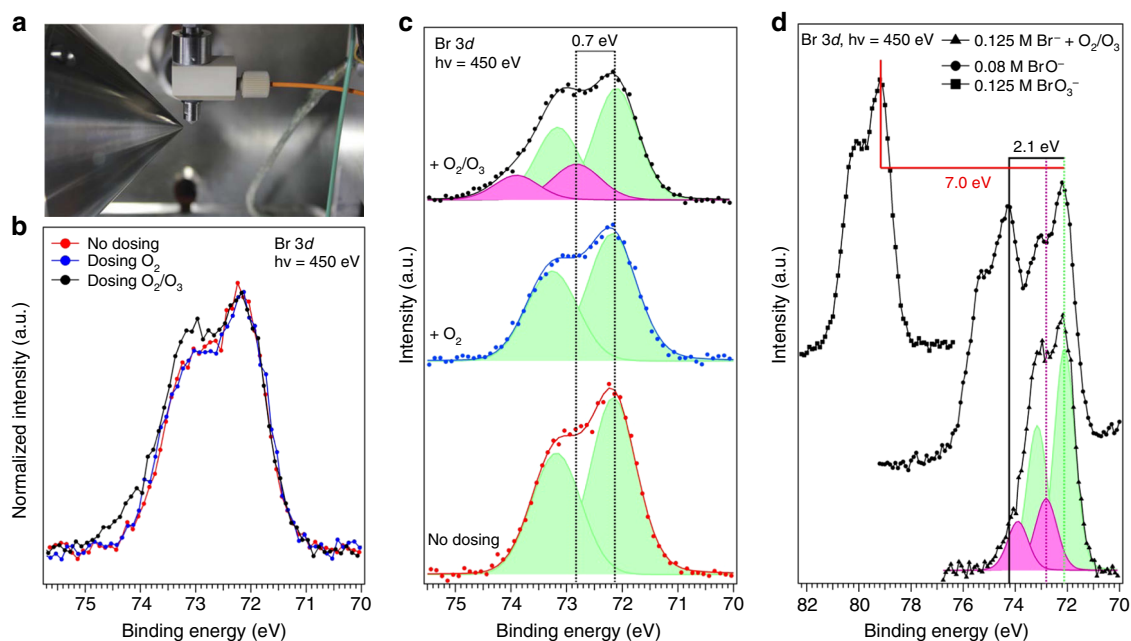 a
b
No dosing
Dosing O₂
Dosing O₂/O₃
Br 3d
hν = 450 eV
Normalized intensity (a.u.)
75 74 73 72 71 70
Binding energy (eV)
c
Br 3d
hν = 450 eV
0.7 eV
+ O₂/O₃
+ O₂
No dosing
Intensity (a.u.)
75 74 73 72 71 70
Binding energy (eV)
d
Br 3d, hν = 450 eV
0.125 M Br⁻ + O₂/O₃
0.08 M BrO⁻
0.125 M BrO₃⁻
2.1 eV
7.0 eV
Intensity (a.u.)
82 80 78 76 74 72 70
Binding energy (eV)